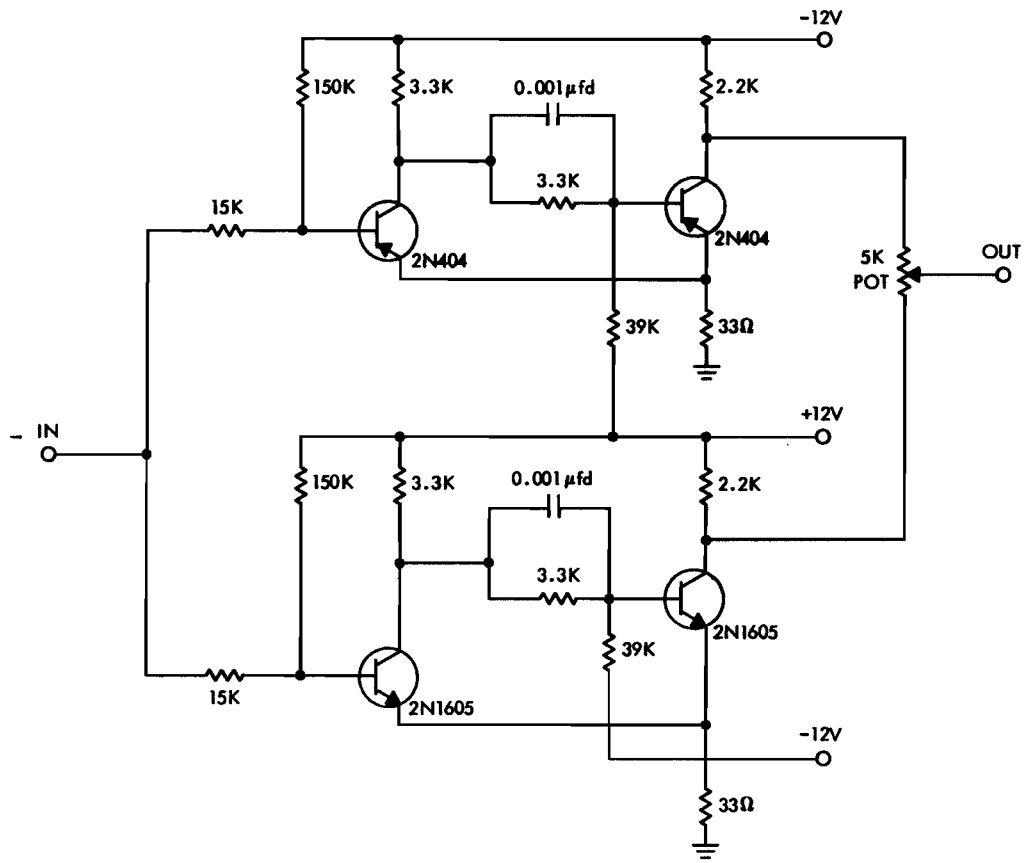 -12V
150K
3.3K
0.001µfd
2.2K
3.3K
15K
2N404
2N404
5K
POT
OUT
39K
33Ω
- IN
+12V
150K
3.3K
0.001µfd
2.2K
3.3K
2N1605
39K
15K
2N1605
-12V
33Ω